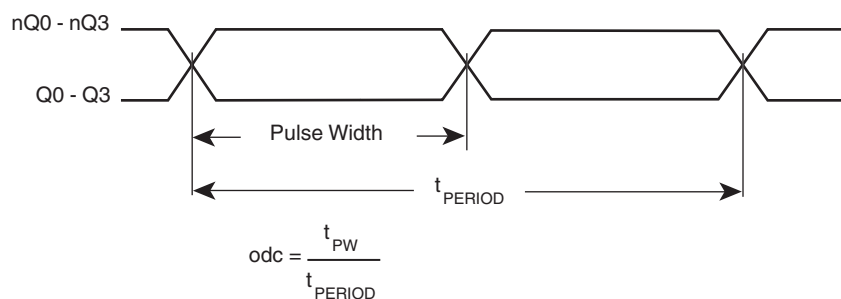 nQ0 - nQ3
Q0 - Q3
Pulse Width
tPERIOD
odc = tPW
tPERIOD